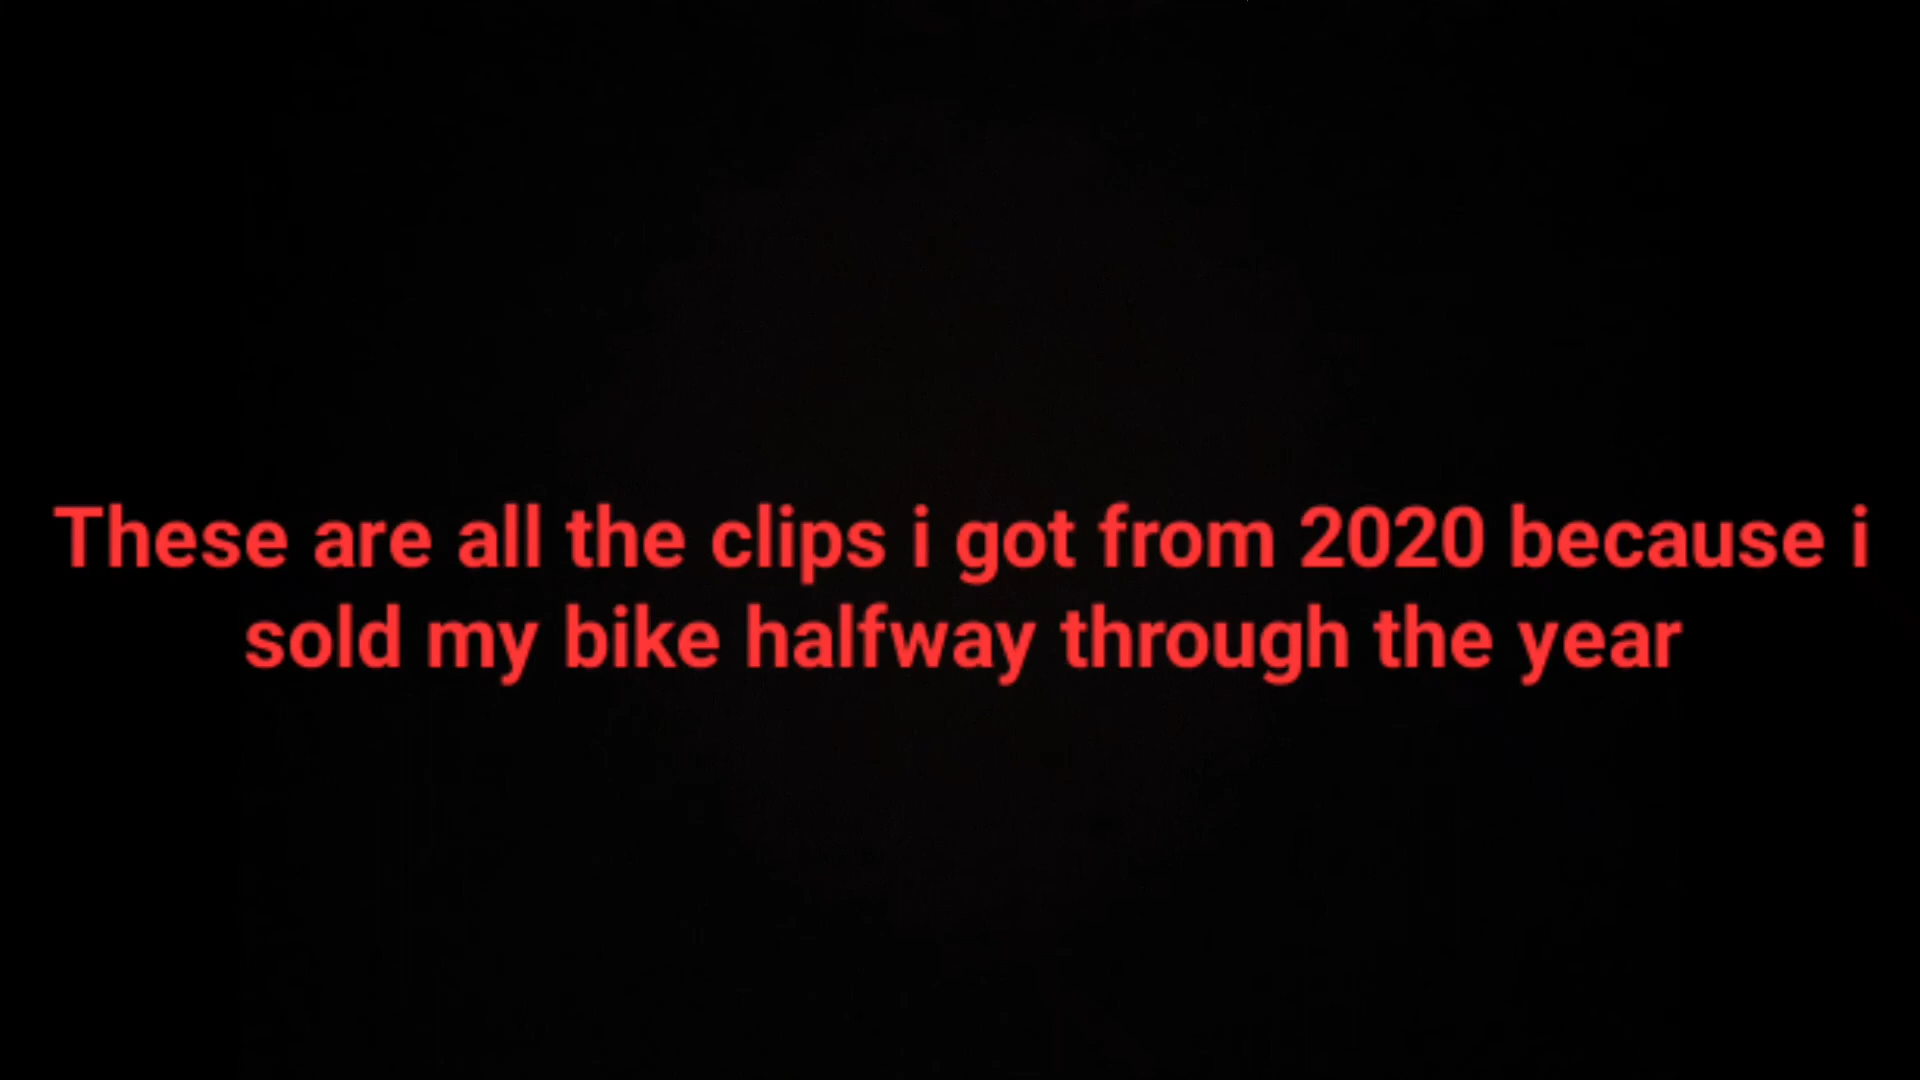 These are all the clips i got from 2020 because i
sold my bike halfway through the year